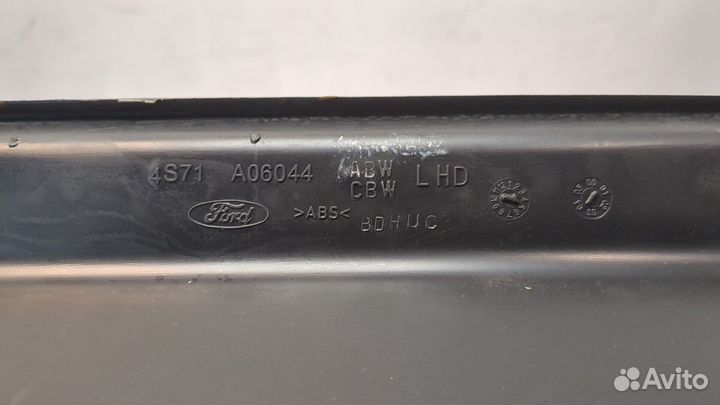 4S71 A06044 ABW LHD
CBW
Ford >ABS<
BDHUC
Avito